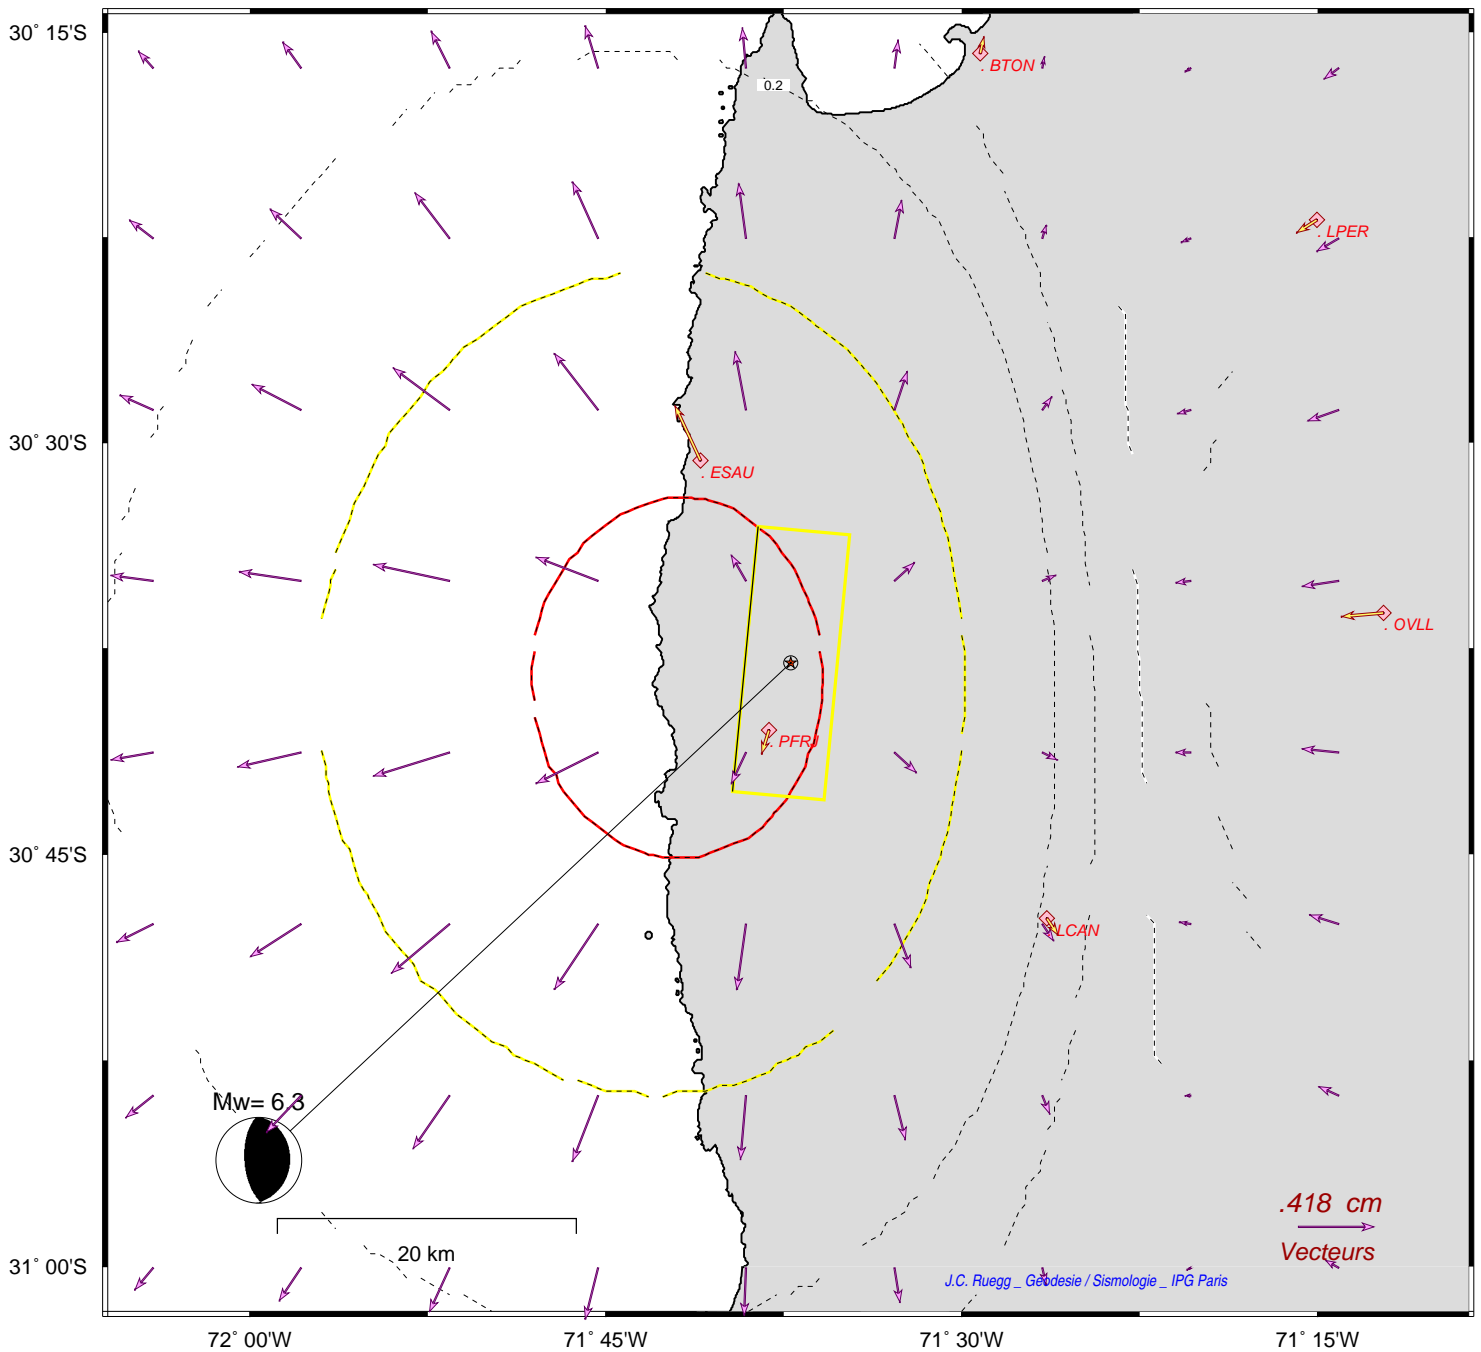 30° 15'S
. BTON
0.2
. LPER
30° 30'S
. ESAU
. OVLL
. PFRJ
30° 45'S
. LCAN
Mw= 6.3
.418 cm
20 km
Vecteurs
31° 00'S
J.C. Ruegg _ Geodesie / Sismologie _ IPG Paris
72° 00'W
71° 45'W
71° 30'W
71° 15'W